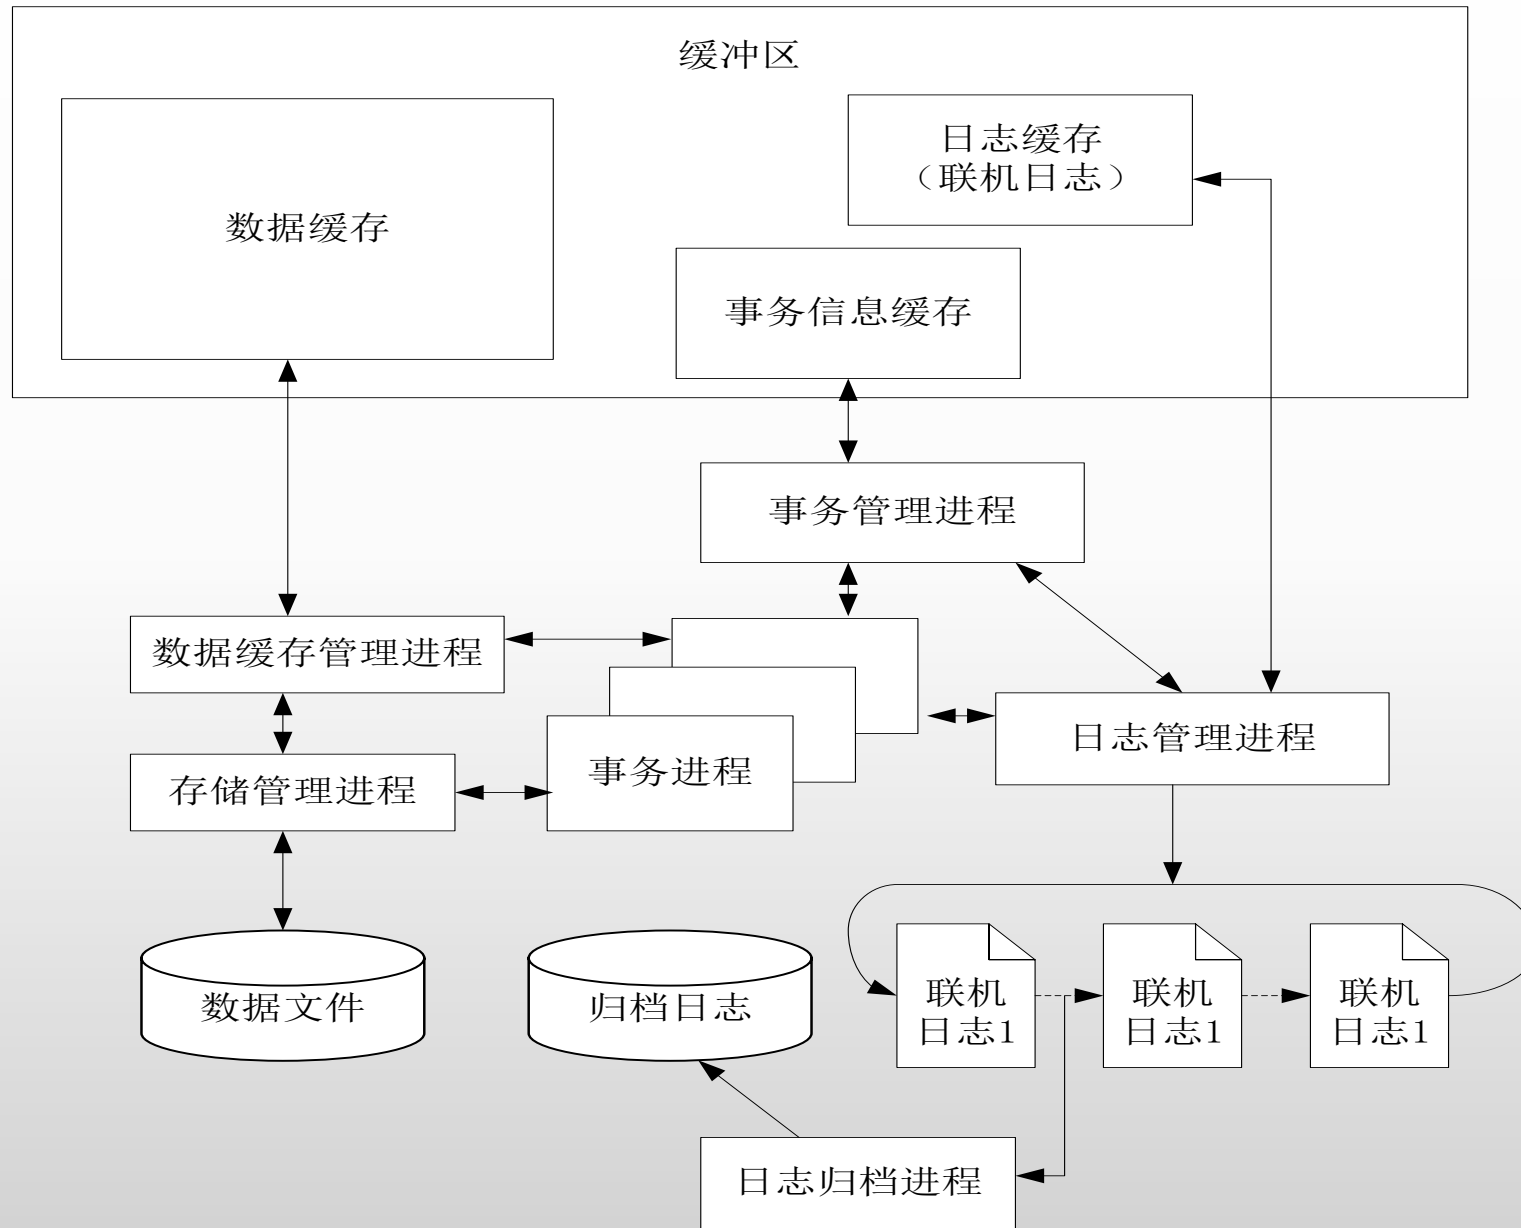 缓冲区
数据缓存
日志缓存
（联机日志）
事务信息缓存
事务管理进程
数据缓存管理进程
日志管理进程
存储管理进程
事务进程
数据文件
归档日志
联机
日志1
联机
日志1
联机
日志1
日志归档进程